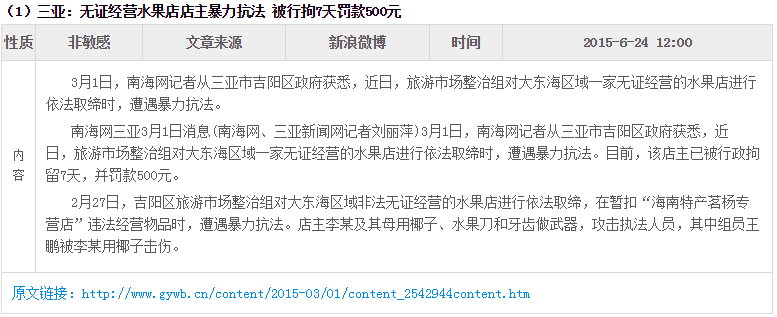 （1）三亚：无证经营水果店店主暴力抗法 被行拘7天罚款500元
性质 非敏感 文章来源 新浪微博 时间 2015-6-24 12:00
3月1日，南海网记者从三亚市吉阳区政府获悉，近日，旅游市场整治组对大东海区域一家无证经营的水果店进行
依法取缔时，遭遇暴力抗法。
南海网三亚3月1日消息(南海网、三亚新闻网记者刘丽萍)3月1日，南海网记者从三亚市吉阳区政府获悉，近
日，旅游市场整治组对大东海区域一家无证经营的水果店进行依法取缔时，遭遇暴力抗法。目前，该店主已被行政拘
留7天，并罚款500元。
内容
2月27日，吉阳区旅游市场整治组对大东海区域非法无证经营的水果店进行依法取缔，在暂扣“海南特产茗杨专
营店”违法经营物品时，遭遇暴力抗法。店主李某及其母用椰子、水果刀和牙齿做武器，攻击执法人员，其中组员王
鹏被李某用椰子击伤。
原文链接：http://www.gywb.cn/content/2015-03/01/content_2542944content.htm